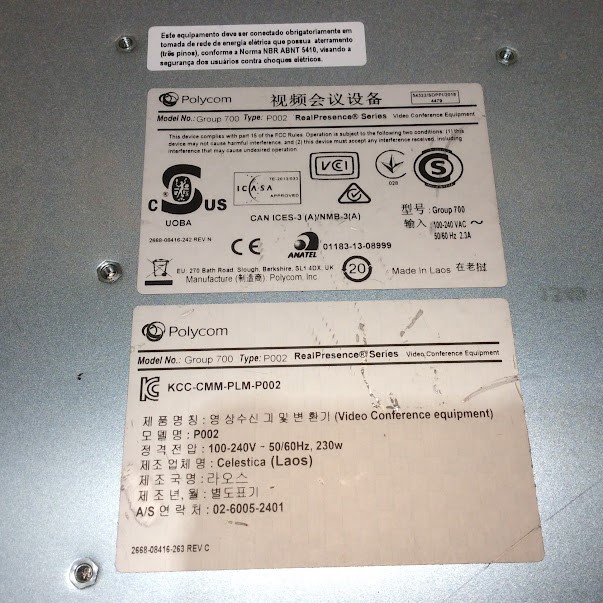 Este equipamento deve ser conectado obrigatoriamente em
tomada de rede de energia elétrica que possua aterramento
(três pinos), conforme a Norma NBR ABNT 5410, visando a
segurança dos usuários contra choques elétricos.
Polycom 视频会议设备
Model No.: Group 700 Type: P002 RealPresence® Series Video Conference Equipment
This device complies with part 15 of the FCC Rules. Operation is subject to the following two conditions: (1) this
device may not cause harmful interference, and (2) this device must accept any interference received, including
interference that may cause undesired operation.
C S US
UOBA
ICASA
APPROVED
VCI
S
CAN ICES-3 (A)/NMB-3(A)
型号: Group 700
输入: 100-240 VAC ~
50/60 Hz 2.3A
2668-08416-242 REV N
CE
ANATEL
01183-13-08999
EU: 270 Bath Road, Slough, Berkshire, SL1 4DX, UK
Manufacture (制造商): Polycom, Inc.
20
Made in Laos 在老挝
Polycom
Model No.: Group 700 Type: P002 RealPresence® Series Video Conference Equipment
KCC-CMM-PLM-P002
제 품 명 칭 : 영 상수신 기 및 변 환기 (Video Conference equipment)
모 델 명 : P002
정 격 전 압 : 100-240V ~ 50/60Hz, 230w
제 조 업체 명 : Celestica (Laos)
제 조 국 명 : 라오스
제 조 년, 월 : 별도표기
A/S 연 락 처 : 02-6005-2401
2668-08416-263 REV C